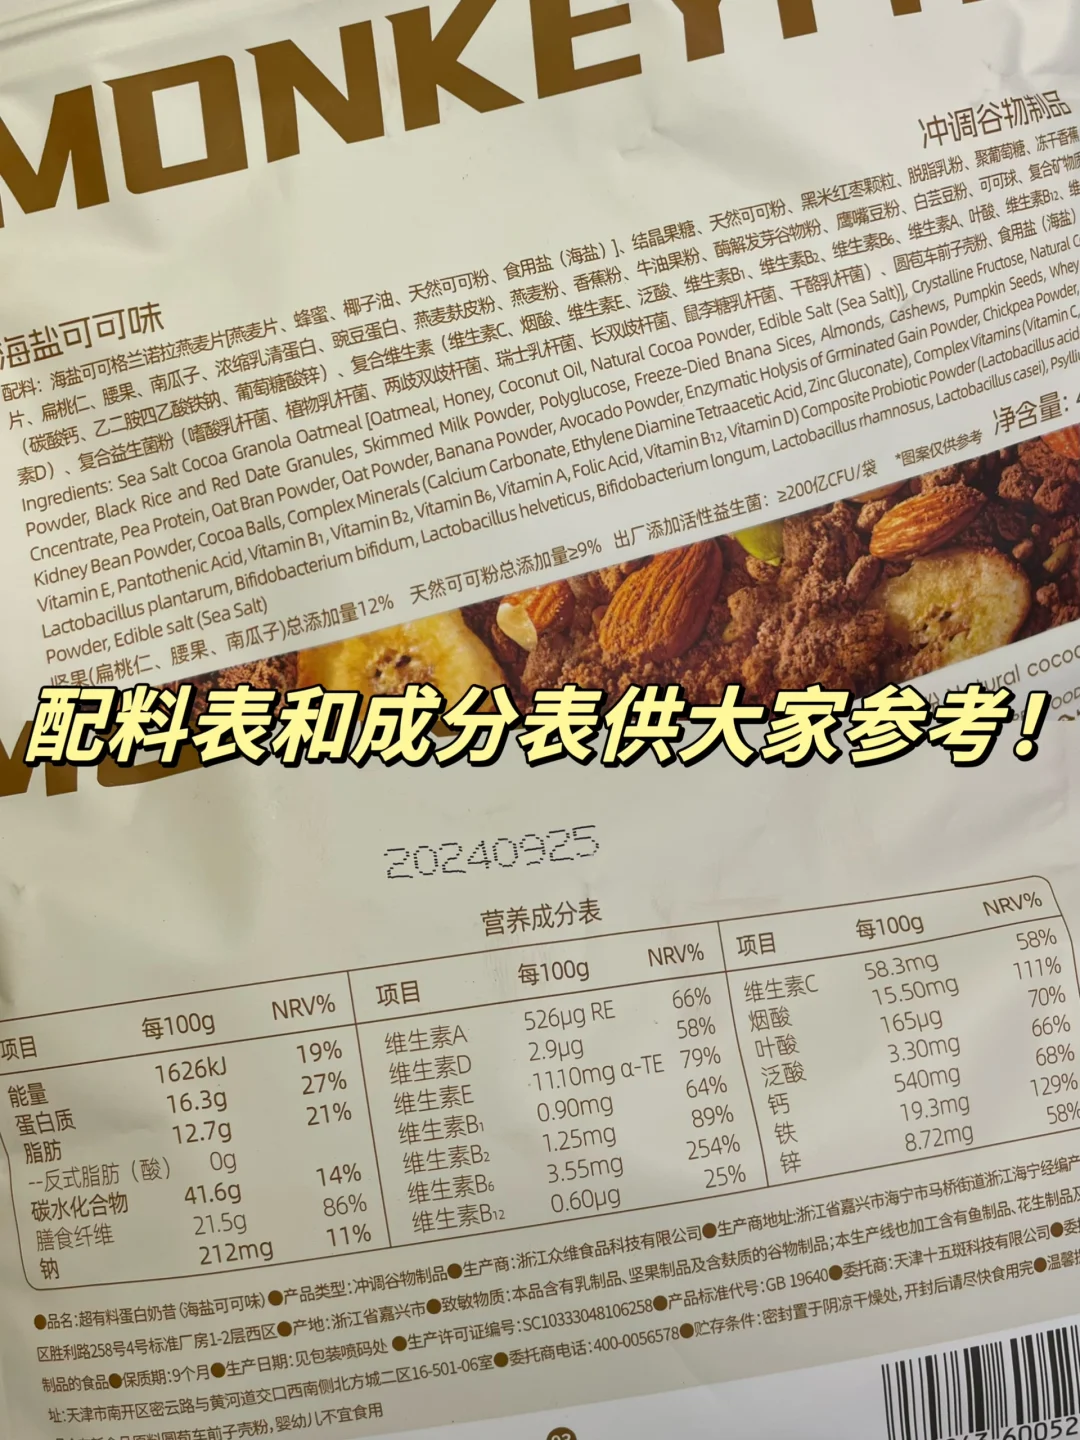 MONKEY
冲调谷物制品
海盐可可味
配料：海盐可可格兰诺拉燕麦片[燕麦片、蜂蜜、椰子油、天然可可粉、食用盐（海盐）]、结晶果糖、天然可可粉、黑米红枣颗粒、脱脂乳粉、聚葡萄糖、冻干香蕉
片、扁桃仁、腰果、南瓜子、浓缩乳清蛋白、豌豆蛋白、燕麦麸皮粉、燕麦粉、香蕉粉、牛油果粉、酶解发芽谷物粉、鹰嘴豆粉、白芸豆粉、可可球、复合矿物质
（碳酸钙、乙二胺四乙酸铁钠、葡萄糖酸锌）、复合维生素（维生素C、烟酸、维生素E、泛酸、维生素B₁、维生素B₂、维生素B₆、维生素A、叶酸、维生素B₁₂、维
素D）、复合益生菌粉（嗜酸乳杆菌、植物乳杆菌、两歧双歧杆菌、瑞士乳杆菌、长双歧杆菌、鼠李糖乳杆菌、干酪乳杆菌）、圆苞车前子壳粉、食用盐（海盐）
Ingredients: Sea Salt Cocoa Granola Oatmeal [Oatmeal, Honey, Coconut Oil, Natural Cocoa Powder, Edible Salt (Sea Salt)], Crystalline Fructose, Natural C
Powder, Black Rice and Red Date Granules, Skimmed Milk Powder, Polyglucose, Freeze-Died Bnana Sices, Almonds, Cashews, Pumpkin Seeds, Whey
Cncentrate, Pea Protein, Oat Bran Powder, Oat Powder, Banana Powder, Avocado Powder, Enzymatic Holysis of Grminated Gain Powder, Chickpea Powder,
Kidney Bean Powder, Cocoa Balls, Complex Minerals (Calcium Carbonate, Ethylene Diamine Tetraacetic Acid, Zinc Gluconate), Complex Vitamins (Vitamin C,
Vitamin E, Pantothenic Acid, Vitamin B₁, Vitamin B₂, Vitamin B₆, Vitamin A, Folic Acid, Vitamin B₁₂, Vitamin D) Composite Probiotic Powder (Lactobacillus acid
Lactobacillus plantarum, Bifidobacterium bifidum, Lactobacillus helveticus, Bifidobacterium longum, Lactobacillus rhamnosus, Lactobacillus casei), Psylli
Powder, Edible salt (Sea Salt)
净含量：
坚果(扁桃仁、腰果、南瓜子)总添加量12% 天然可可粉总添加量≥9% 出厂添加活性益生菌：≥200亿CFU/袋 *图案仅供参考
配料表和成分表供大家参考！
20240925
营养成分表
项目 每100g NRV% 项目 每100g NRV% 项目 每100g NRV%
能量 1626kJ 19% 维生素A 526μg RE 66% 维生素C 58.3mg 58%
蛋白质 16.3g 27% 维生素D 2.9μg 58% 烟酸 15.50mg 111%
脂肪 12.7g 21% 维生素E 11.10mg α-TE 79% 叶酸 165μg 70%
--反式脂肪（酸） 0g 维生素B₁ 0.90mg 64% 泛酸 3.30mg 66%
碳水化合物 41.6g 14% 维生素B₂ 1.25mg 89% 钙 540mg 68%
膳食纤维 21.5g 86% 维生素B₆ 3.55mg 254% 铁 19.3mg 129%
钠 212mg 11% 维生素B₁₂ 0.60μg 25% 锌 8.72mg 58%
●品名:超有料蛋白奶昔(海盐可可味)●产品类型:冲调谷物制品●生产商:浙江众维食品科技有限公司●生产商地址:浙江省嘉兴市海宁市马桥街道浙江海宁经编产
区胜利路258号4号标准厂房1-2层西区●产地:浙江省嘉兴市●致敏物质:本品含有乳制品、坚果制品及含麸质的谷物制品;本生产线也加工含有鱼制品、花生制品及
制品的食品●保质期:9个月●生产日期:见包装喷码处●生产许可证编号:SC10333048106258●产品标准代号:GB 19640●委托商:天津十五斑科技有限公司●委
址:天津市南开区密云路与黄河道交口西南侧北方城二区16-501-06室●委托商电话:400-0056578●贮存条件:密封置于阴凉干燥处,开封后请尽快食用完●温馨
食品原料圆苞车前子壳粉,婴幼儿不宜食用